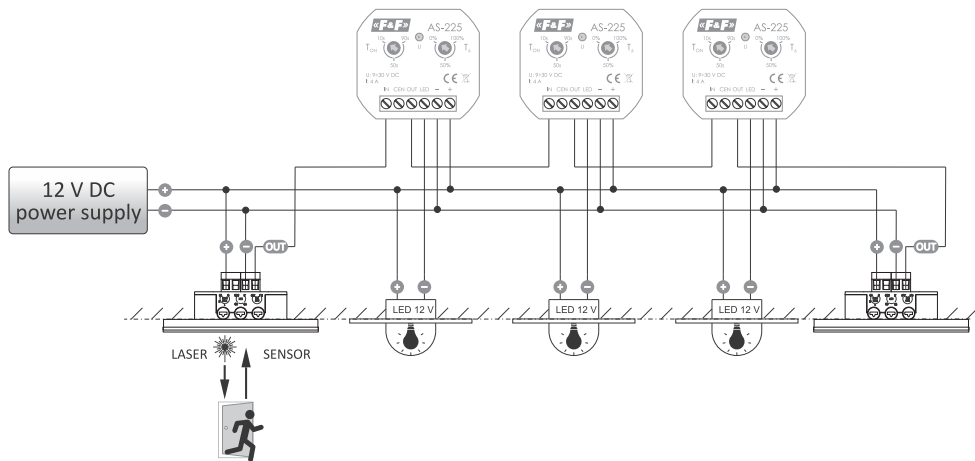 «F&F» AS-225
10s 90s 0% 100%
TON U TS
50s 50%
U: 9÷30 V DC
I: 4 A CE
IN CEN OUT LED − +
«F&F» AS-225
10s 90s 0% 100%
TON U TS
50s 50%
U: 9÷30 V DC
I: 4 A CE
IN CEN OUT LED − +
«F&F» AS-225
10s 90s 0% 100%
TON U TS
50s 50%
U: 9÷30 V DC
I: 4 A CE
IN CEN OUT LED − +
12 V DC +
power supply −
+ − OUT
+ − OUT
+ −
+ −
+ −
LED 12 V
LED 12 V
LED 12 V
LASER SENSOR